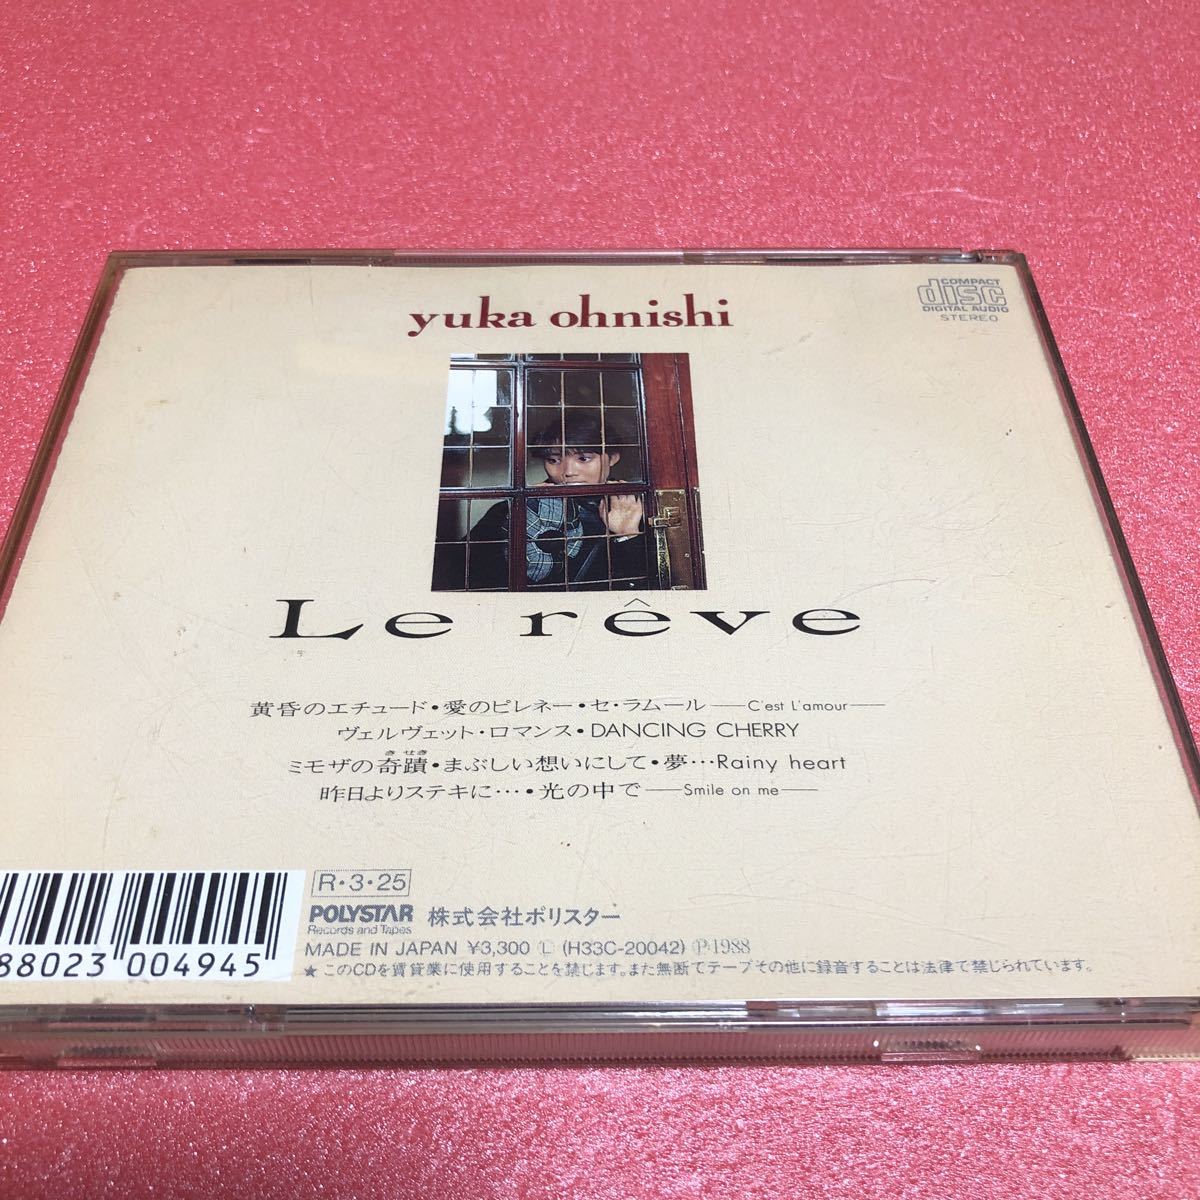 COMPACT
disc
DIGITAL AUDIO
STEREO
yuka ohnishi
Le rêve
黄昏のエチュード・愛のピレネー・セ・ラムール——C'est L'amour——
ヴェルヴェット・ロマンス・DANCING CHERRY
きせき
ミモザの奇蹟・まぶしい想いにして・夢…Rainy heart
昨日よりステキに…・光の中で——Smile on me——
R・3・25
POLYSTAR 株式会社ポリスター
Records and Tapes
MADE IN JAPAN ¥3,300 Ⓛ (H33C-20042) Ⓟ1988
★このCDを賃貸業に使用することを禁じます。また無断でテープその他に録音することは法律で禁じられています。
88023 004945